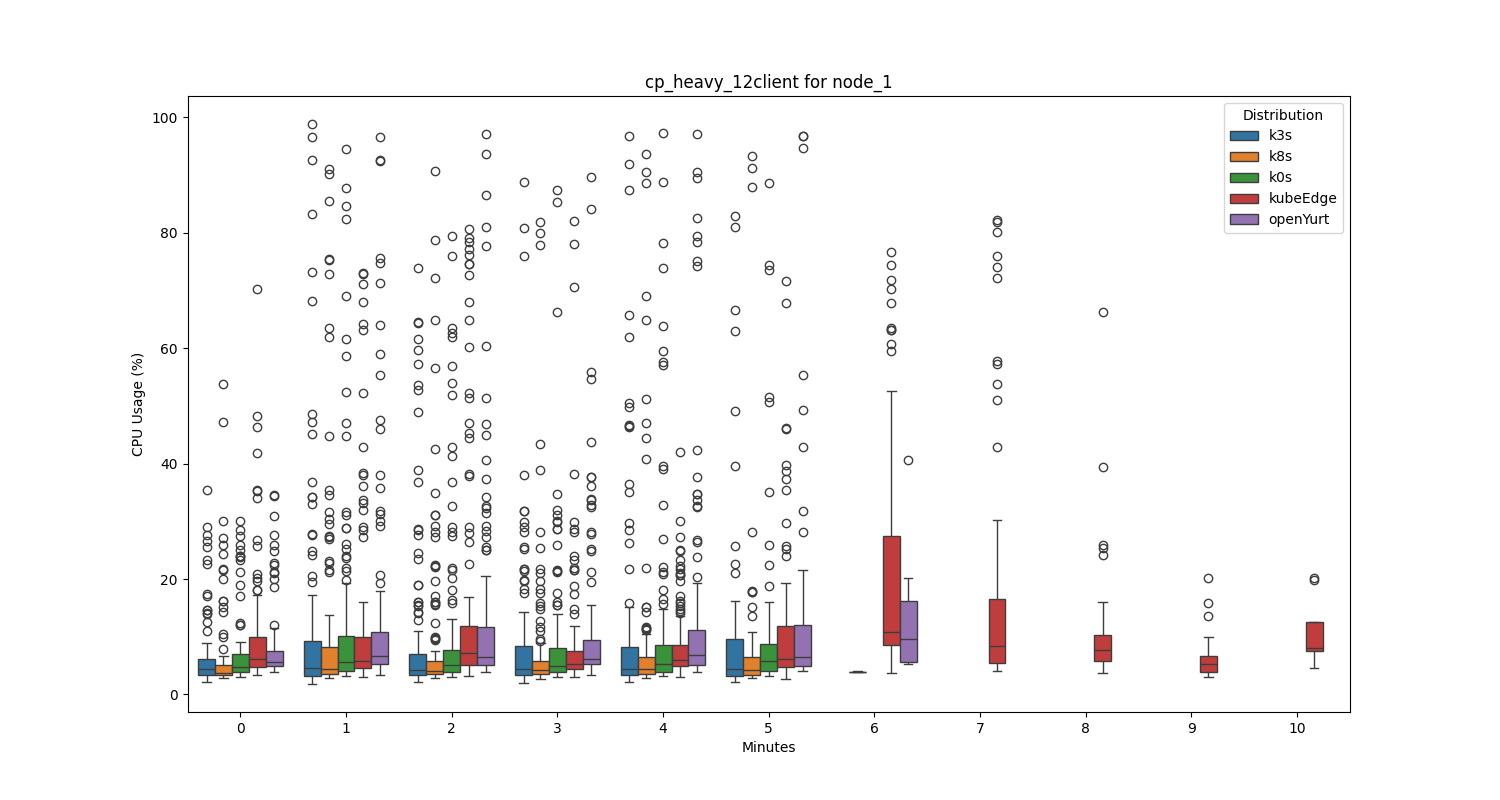 cp_heavy_12client for node_1
Distribution
k3s
k8s
k0s
kubeEdge
openYurt
CPU Usage (%)
100
80
60
40
20
0
0 1 2 3 4 5 6 7 8 9 10
Minutes